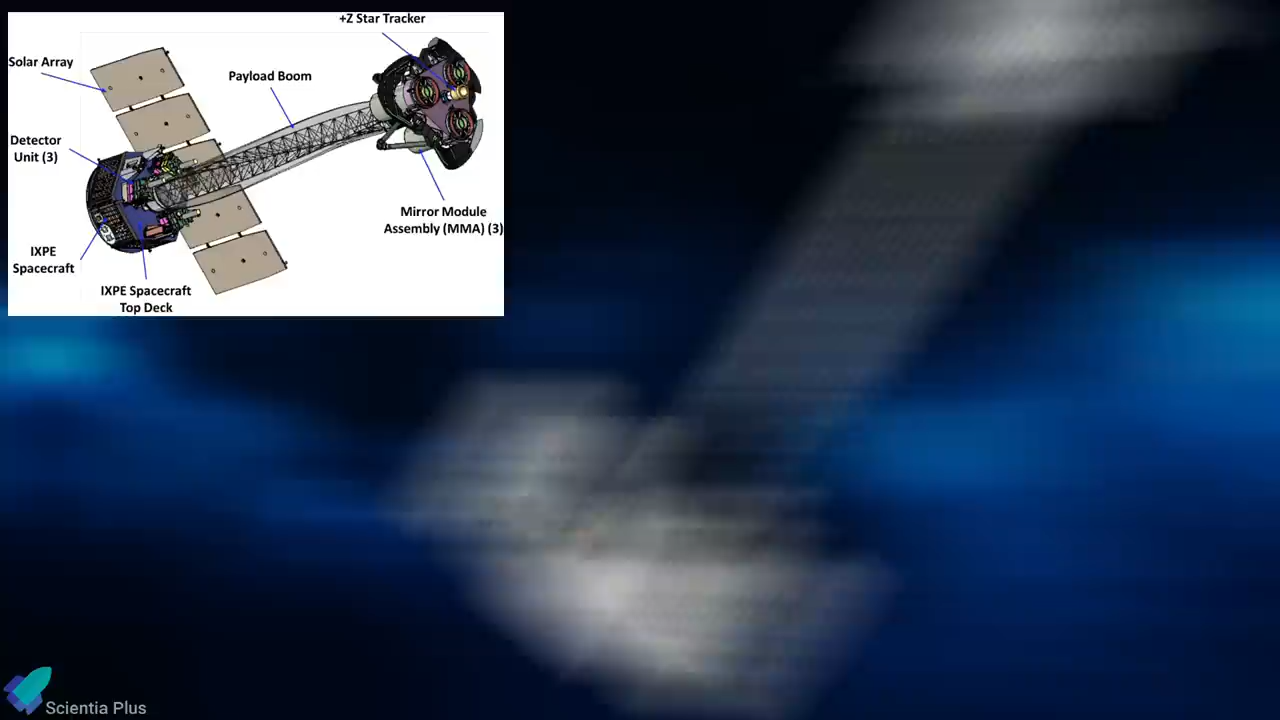 +Z Star Tracker
Solar Array
Payload Boom
Detector
Unit (3)
Mirror Module
Assembly (MMA) (3)
IXPE
Spacecraft
IXPE Spacecraft
Top Deck
Scientia Plus